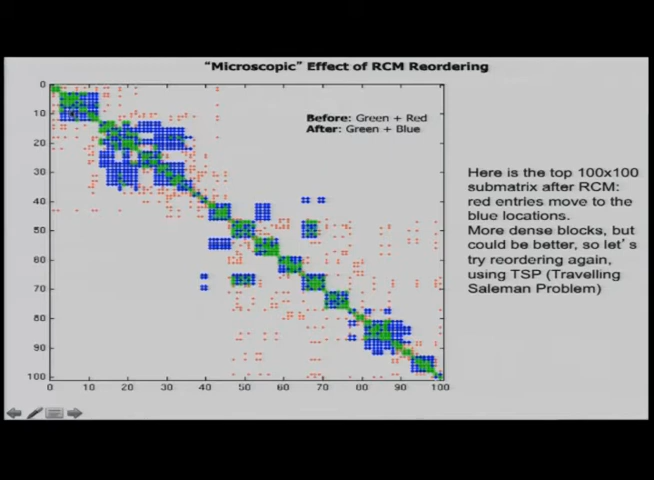 “Microscopic” Effect of RCM Reordering
Before: Green + Red
After: Green + Blue
0
10
20
30
40
50
60
70
80
90
100
0 10 20 30 40 50 60 70 80 90 100
Here is the top 100x100
submatrix after RCM:
red entries move to the
blue locations.
More dense blocks, but
could be better, so let’s
try reordering again,
using TSP (Travelling
Saleman Problem)